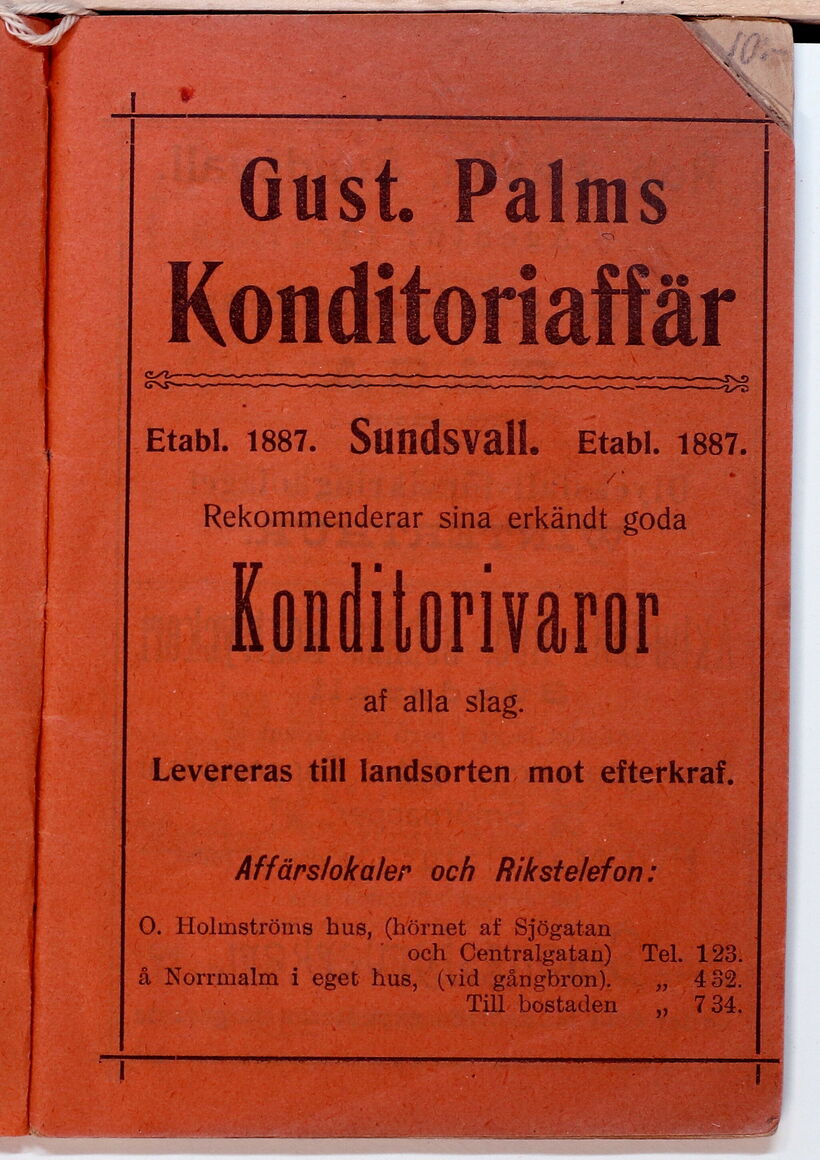 10:-
Gust. Palms
Konditoriaffär
Etabl. 1887. Sundsvall. Etabl. 1887.
Rekommenderar sina erkändt goda
Konditorivaror
af alla slag.
Levereras till landsorten mot efterkraf.
Affärslokaler och Rikstelefon:
O. Holmströms hus, (hörnet af Sjögatan
och Centralgatan) Tel. 123.
å Norrmalm i eget hus, (vid gångbron). „ 432.
Till bostaden „ 734.